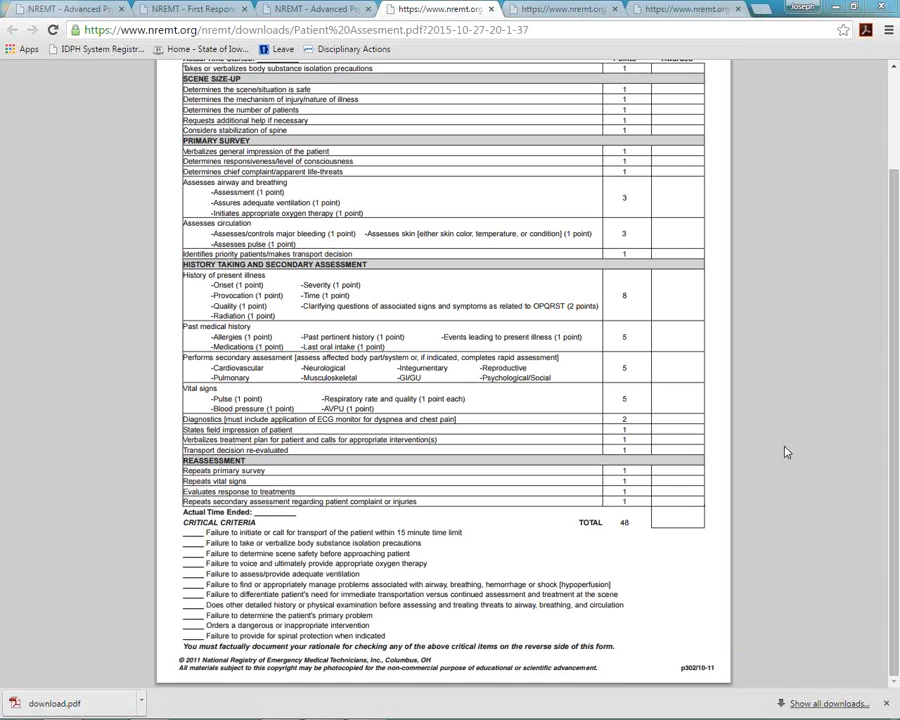 NREMT - Advanced P
NREMT - First Respon
NREMT - Advanced Ps
https://www.nremt.org
https://www.nremt.org
https://www.nremt.org
Joseph
https://www.nremt.org/nremt/downloads/Patient%20Assesment.pdf?2015-10-27-20-1-37
Apps
IDPH System Registr...
Home - State of Iow...
Leave
Disciplinary Actions
Takes or verbalizes body substance isolation precautions 1
SCENE SIZE-UP
Determines the scene/situation is safe 1
Determines the mechanism of injury/nature of illness 1
Determines the number of patients 1
Requests additional help if necessary 1
Considers stabilization of spine 1
PRIMARY SURVEY
Verbalizes general impression of the patient 1
Determines responsiveness/level of consciousness 1
Determines chief complaint/apparent life-threats 1
Assesses airway and breathing
-Assessment (1 point)
-Assures adequate ventilation (1 point) 3
-Initiates appropriate oxygen therapy (1 point)
Assesses circulation
-Assesses/controls major bleeding (1 point) -Assesses skin [either skin color, temperature, or condition] (1 point) 3
-Assesses pulse (1 point)
Identifies priority patients/makes transport decision 1
HISTORY TAKING AND SECONDARY ASSESSMENT
History of present illness
-Onset (1 point) -Severity (1 point)
-Provocation (1 point) -Time (1 point) 8
-Quality (1 point) -Clarifying questions of associated signs and symptoms as related to OPQRST (2 points)
-Radiation (1 point)
Past medical history
-Allergies (1 point) -Past pertinent history (1 point) -Events leading to present illness (1 point) 5
-Medications (1 point) -Last oral intake (1 point)
Performs secondary assessment [assess affected body part/system or, if indicated, completes rapid assessment]
-Cardiovascular -Neurological -Integumentary -Reproductive 5
-Pulmonary -Musculoskeletal -GI/GU -Psychological/Social
Vital signs
-Pulse (1 point) -Respiratory rate and quality (1 point each) 5
-Blood pressure (1 point) -AVPU (1 point)
Diagnostics [must include application of ECG monitor for dyspnea and chest pain] 2
States field impression of patient 1
Verbalizes treatment plan for patient and calls for appropriate intervention(s) 1
Transport decision re-evaluated 1
REASSESSMENT
Repeats primary survey 1
Repeats vital signs 1
Evaluates response to treatments 1
Repeats secondary assessment regarding patient complaint or injuries 1
Actual Time Ended: __________
CRITICAL CRITERIA TOTAL 48
_____ Failure to initiate or call for transport of the patient within 15 minute time limit
_____ Failure to take or verbalize body substance isolation precautions
_____ Failure to determine scene safety before approaching patient
_____ Failure to voice and ultimately provide appropriate oxygen therapy
_____ Failure to assess/provide adequate ventilation
_____ Failure to find or appropriately manage problems associated with airway, breathing, hemorrhage or shock [hypoperfusion]
_____ Failure to differentiate patient's need for immediate transportation versus continued assessment and treatment at the scene
_____ Does other detailed history or physical examination before assessing and treating threats to airway, breathing, and circulation
_____ Failure to determine the patient's primary problem
_____ Orders a dangerous or inappropriate intervention
_____ Failure to provide for spinal protection when indicated
You must factually document your rationale for checking any of the above critical items on the reverse side of this form.
© 2011 National Registry of Emergency Medical Technicians, Inc., Columbus, OH
All materials subject to this copyright may be photocopied for the non-commercial purpose of educational or scientific advancement. p302/10-11
download.pdf
Show all downloads...